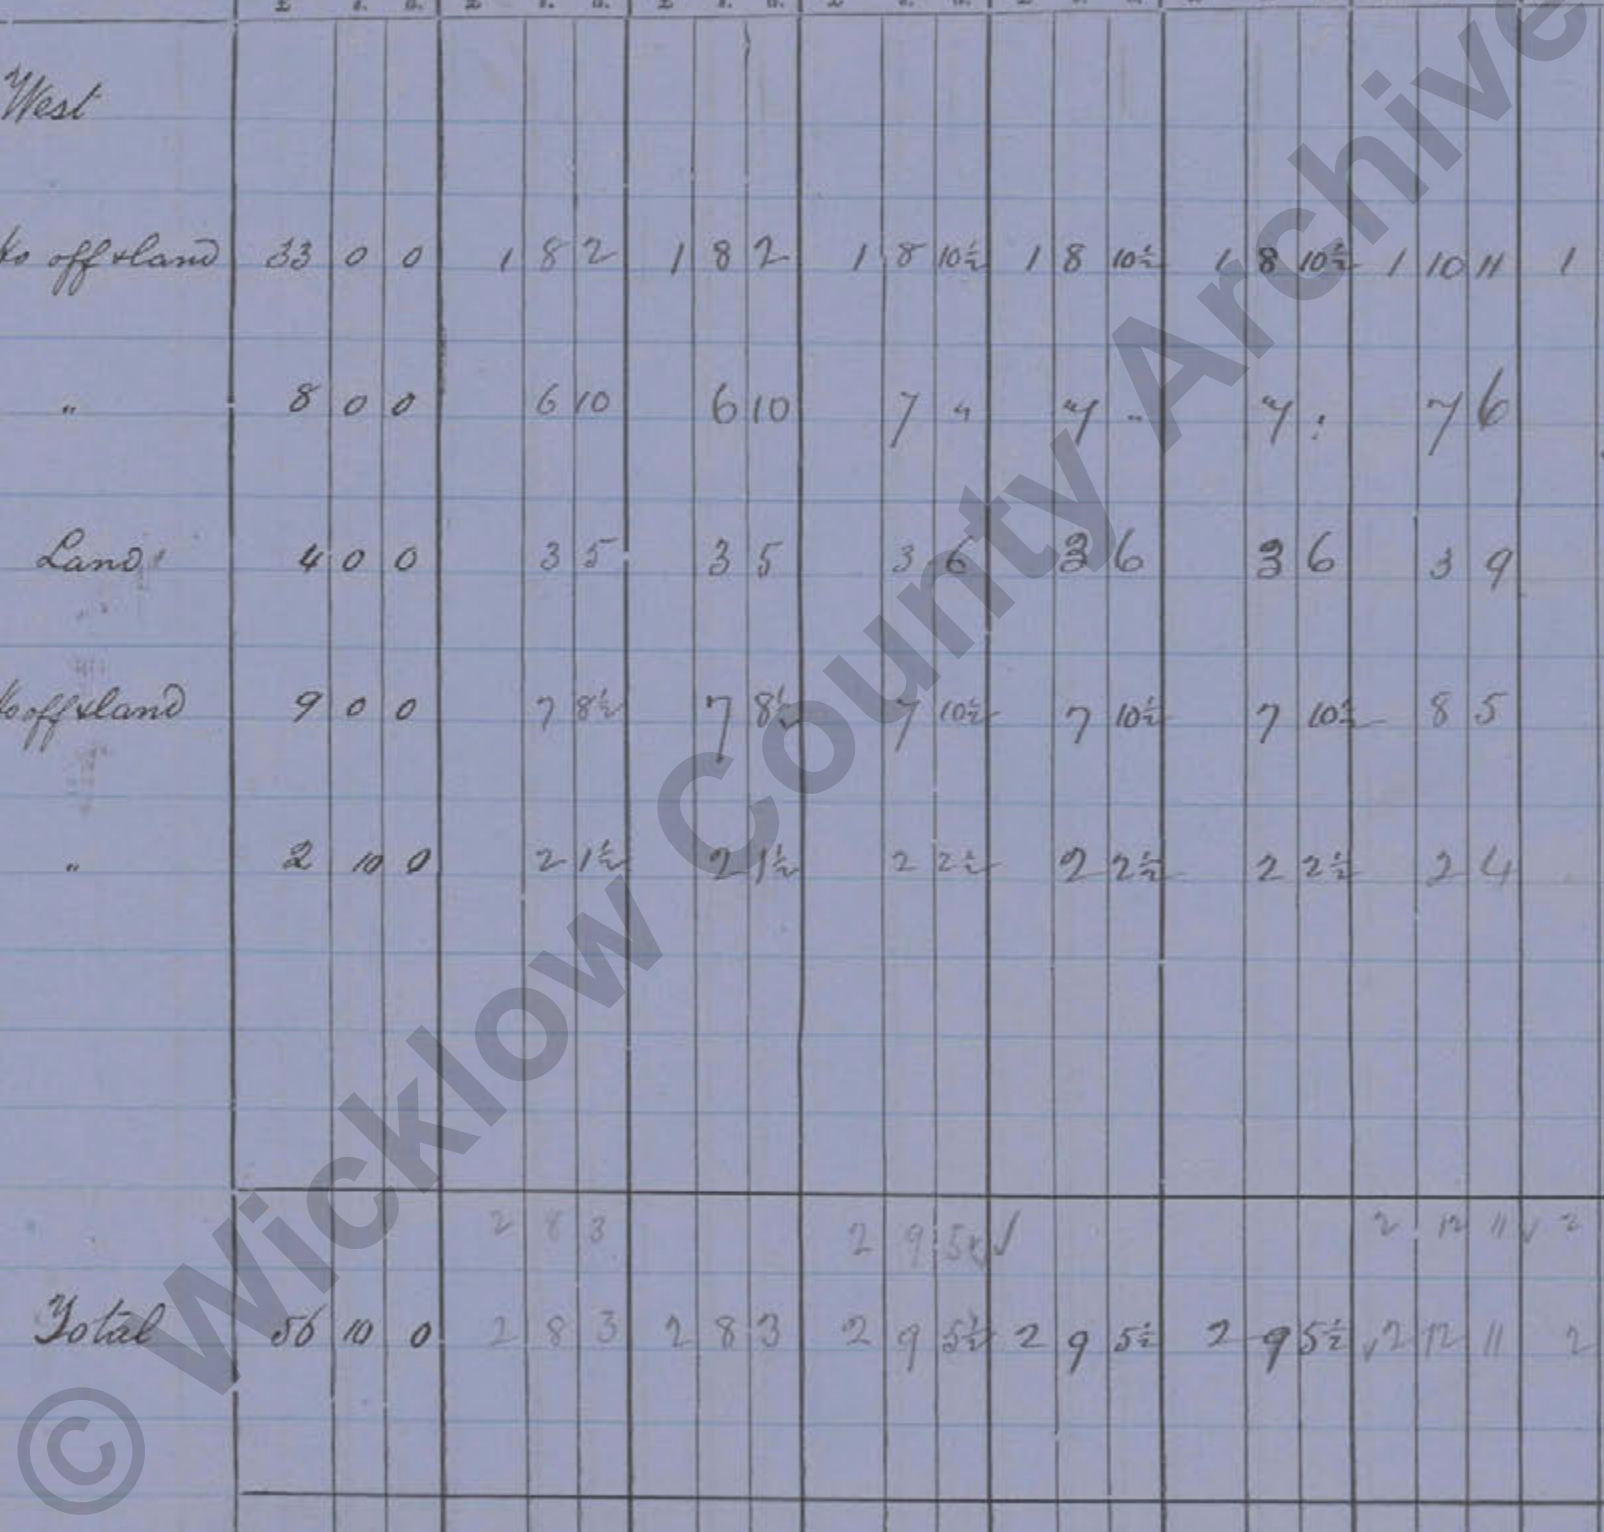 £ s. d. £ s. d. £ s. d. £ s. d. £ s. d.
West
Ho off & land 33 0 0 1 8 2 1 8 2 1 8 10½ 1 8 10½ 1 8 10½ 1 10 11 1
" 8 0 0 6 10 6 10 7 " 7 " 7 : 7 6
Land 4 0 0 3 5 3 5 3 6 3 6 3 6 3 9
Ho off & land 9 0 0 7 8½ 7 8½ 7 10½ 7 10½ 7 10½ 8 5
" 2 10 0 2 1½ 2 1½ 2 2½ 2 2½ 2 2½ 2 4
2 8 3 2 9 5½ ✓ 2 12 11 ✓ 2
Total 56 10 0 2 8 3 2 8 3 2 9 5½ 2 9 5½ 2 9 5½ ✓ 2 12 11 2
© Wicklow County Archive